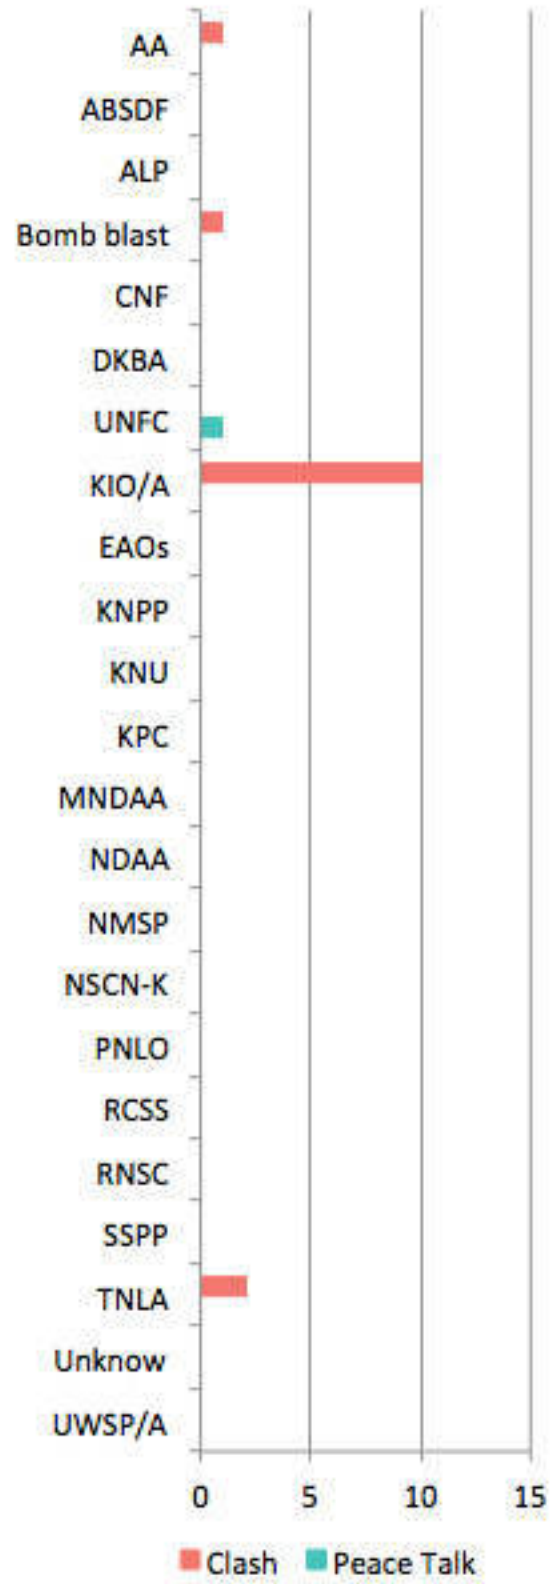 AA
ABSDF
ALP
Bomb blast
CNF
DKBA
UNFC
KIO/A
EAOs
KNPP
KNU
KPC
MNDAA
NDAA
NMSP
NSCN-K
PNLO
RCSS
RNSC
SSPP
TNLA
Unknow
UWSP/A
0 5 10 15
Clash Peace Talk